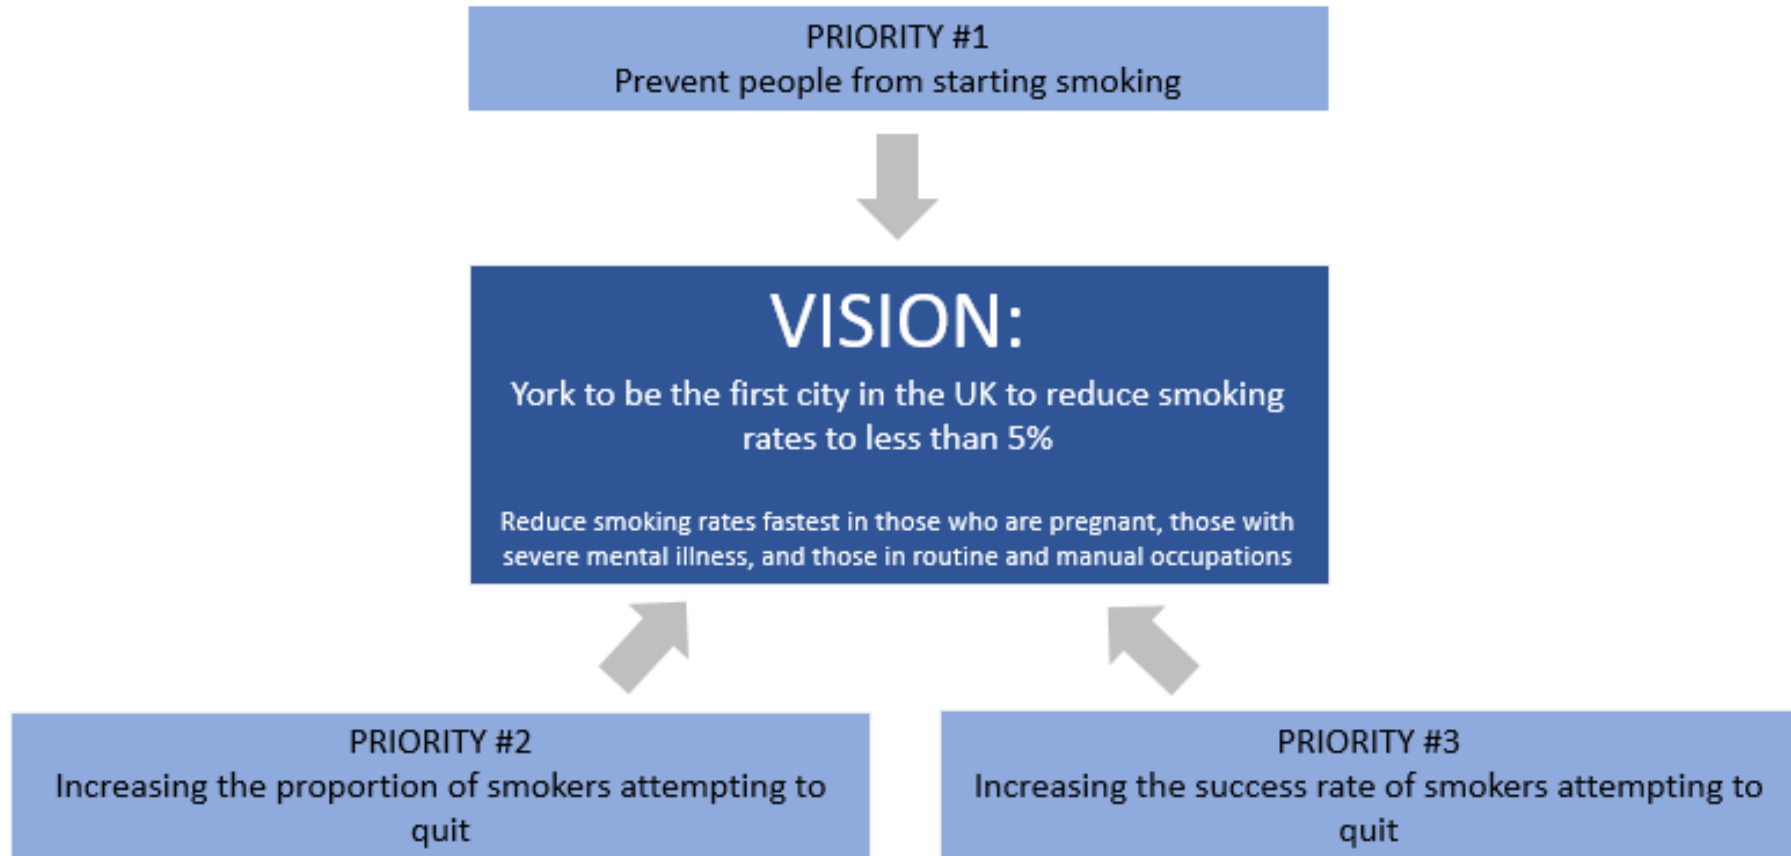 PRIORITY #1
Prevent people from starting smoking
VISION:
York to be the first city in the UK to reduce smoking
rates to less than 5%
Reduce smoking rates fastest in those who are pregnant, those with
severe mental illness, and those in routine and manual occupations
PRIORITY #2
Increasing the proportion of smokers attempting to
quit
PRIORITY #3
Increasing the success rate of smokers attempting to
quit